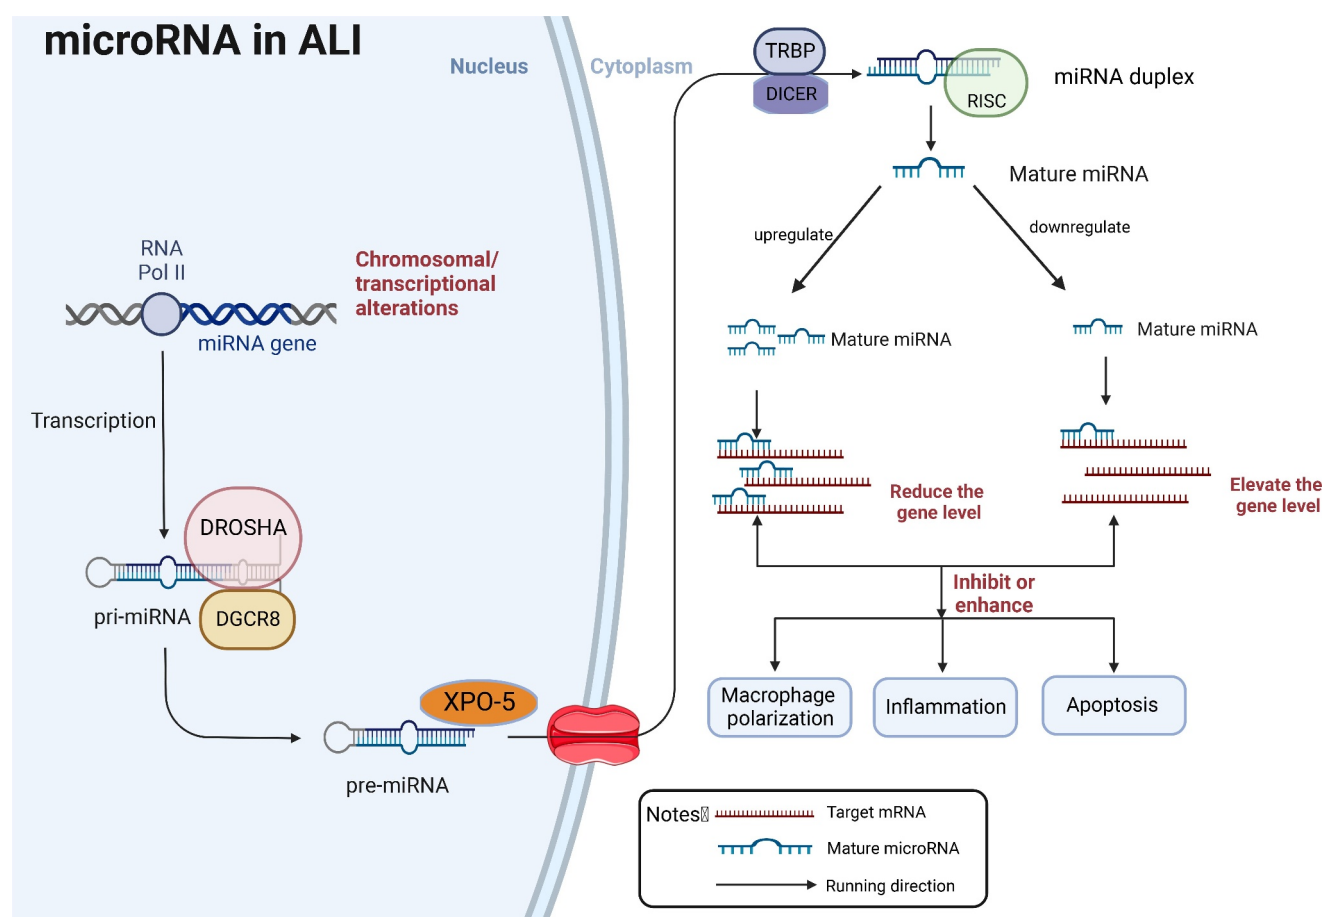 microRNA in ALI
Nucleus
Cytoplasm
TRBP
DICER
RISC
miRNA duplex
Mature miRNA
upregulate
downregulate
RNA
Pol II
miRNA gene
Chromosomal/
transcriptional
alterations
Transcription
DROSHA
pri-miRNA
DGCR8
XPO-5
pre-miRNA
Mature miRNA
Mature miRNA
Reduce the
gene level
Elevate the
gene level
Inhibit or
enhance
Macrophage
polarization
Inflammation
Apoptosis
Notes
Target mRNA
Mature microRNA
Running direction